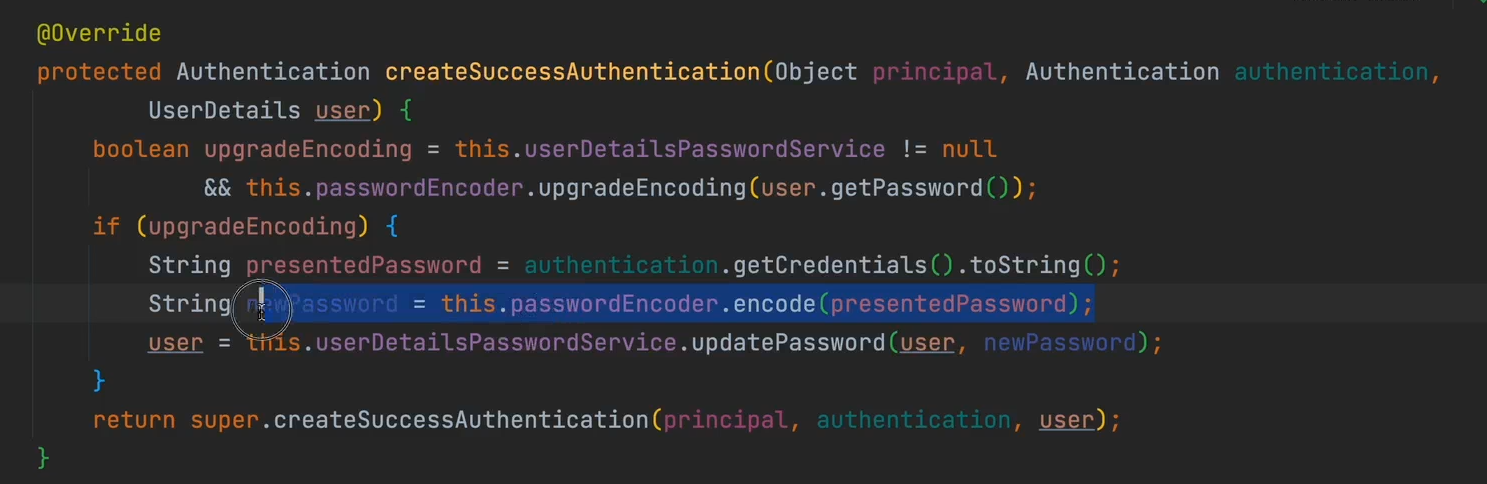 @Override
protected Authentication createSuccessAuthentication(Object principal, Authentication authentication,
UserDetails user) {
boolean upgradeEncoding = this.userDetailsPasswordService != null
&& this.passwordEncoder.upgradeEncoding(user.getPassword());
if (upgradeEncoding) {
String presentedPassword = authentication.getCredentials().toString();
String newPassword = this.passwordEncoder.encode(presentedPassword);
user = this.userDetailsPasswordService.updatePassword(user, newPassword);
}
return super.createSuccessAuthentication(principal, authentication, user);
}